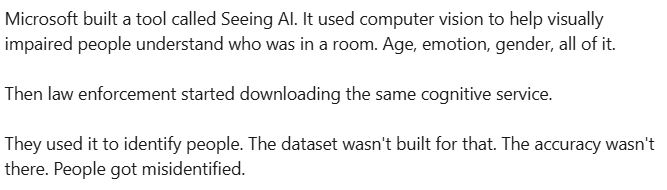 Microsoft built a tool called Seeing AI. It used computer vision to help visually
impaired people understand who was in a room. Age, emotion, gender, all of it.
Then law enforcement started downloading the same cognitive service.
They used it to identify people. The dataset wasn't built for that. The accuracy wasn't
there. People got misidentified.